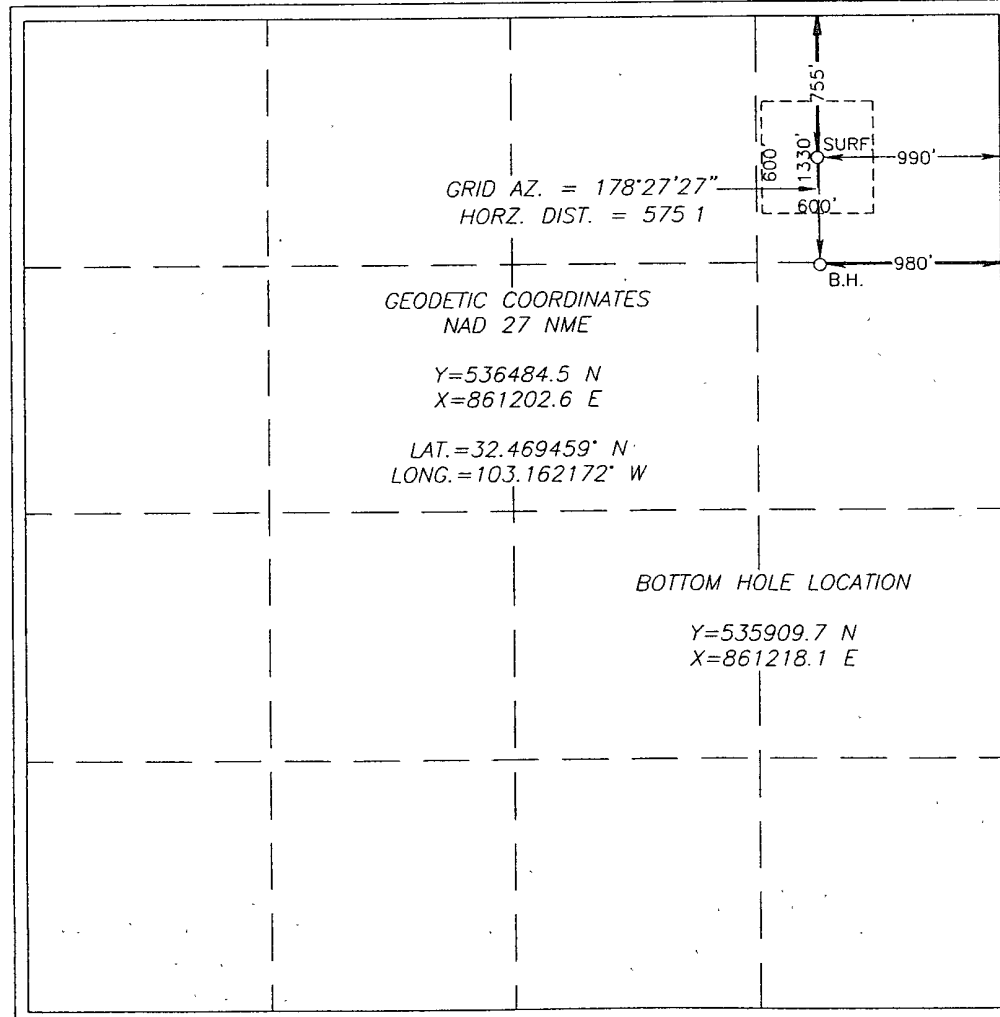 755'
SURF
990'
600'
1330'
600'
GRID AZ. = 178°27'27"
HORZ. DIST. = 575 1
980'
B.H.
GEODETIC COORDINATES
NAD 27 NME
Y=536484.5 N
X=861202.6 E
LAT.=32.469459° N
LONG.=103.162172° W
BOTTOM HOLE LOCATION
Y=535909.7 N
X=861218.1 E